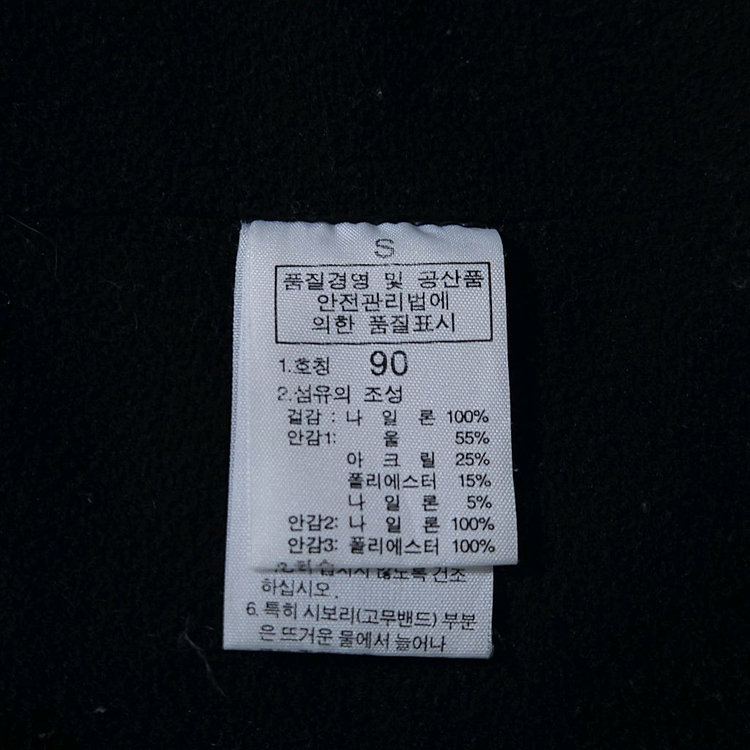 S
품질경영 및 공산품
안전관리법에
의한 품질표시
1.호칭 90
2.섬유의 조성
겉감 : 나 일 론 100%
안감1: 울 55%
아 크 릴 25%
폴리에스터 15%
나 일 론 5%
안감2: 나 일 론 100%
안감3: 폴리에스터 100%
않도록 건조
하십시오.
6. 특히 시보리(고무밴드) 부분
은 뜨거운 물에서 늘어나